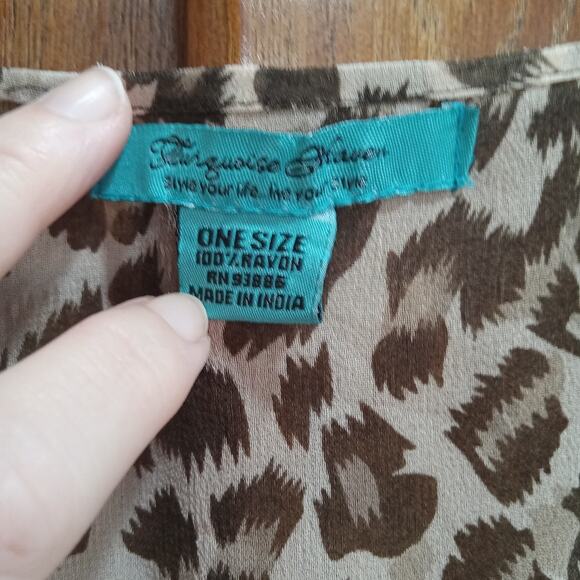 Turquoise Haven
Style your life. live your style
ONE SIZE
100% RAYON
RN 93886
MADE IN INDIA